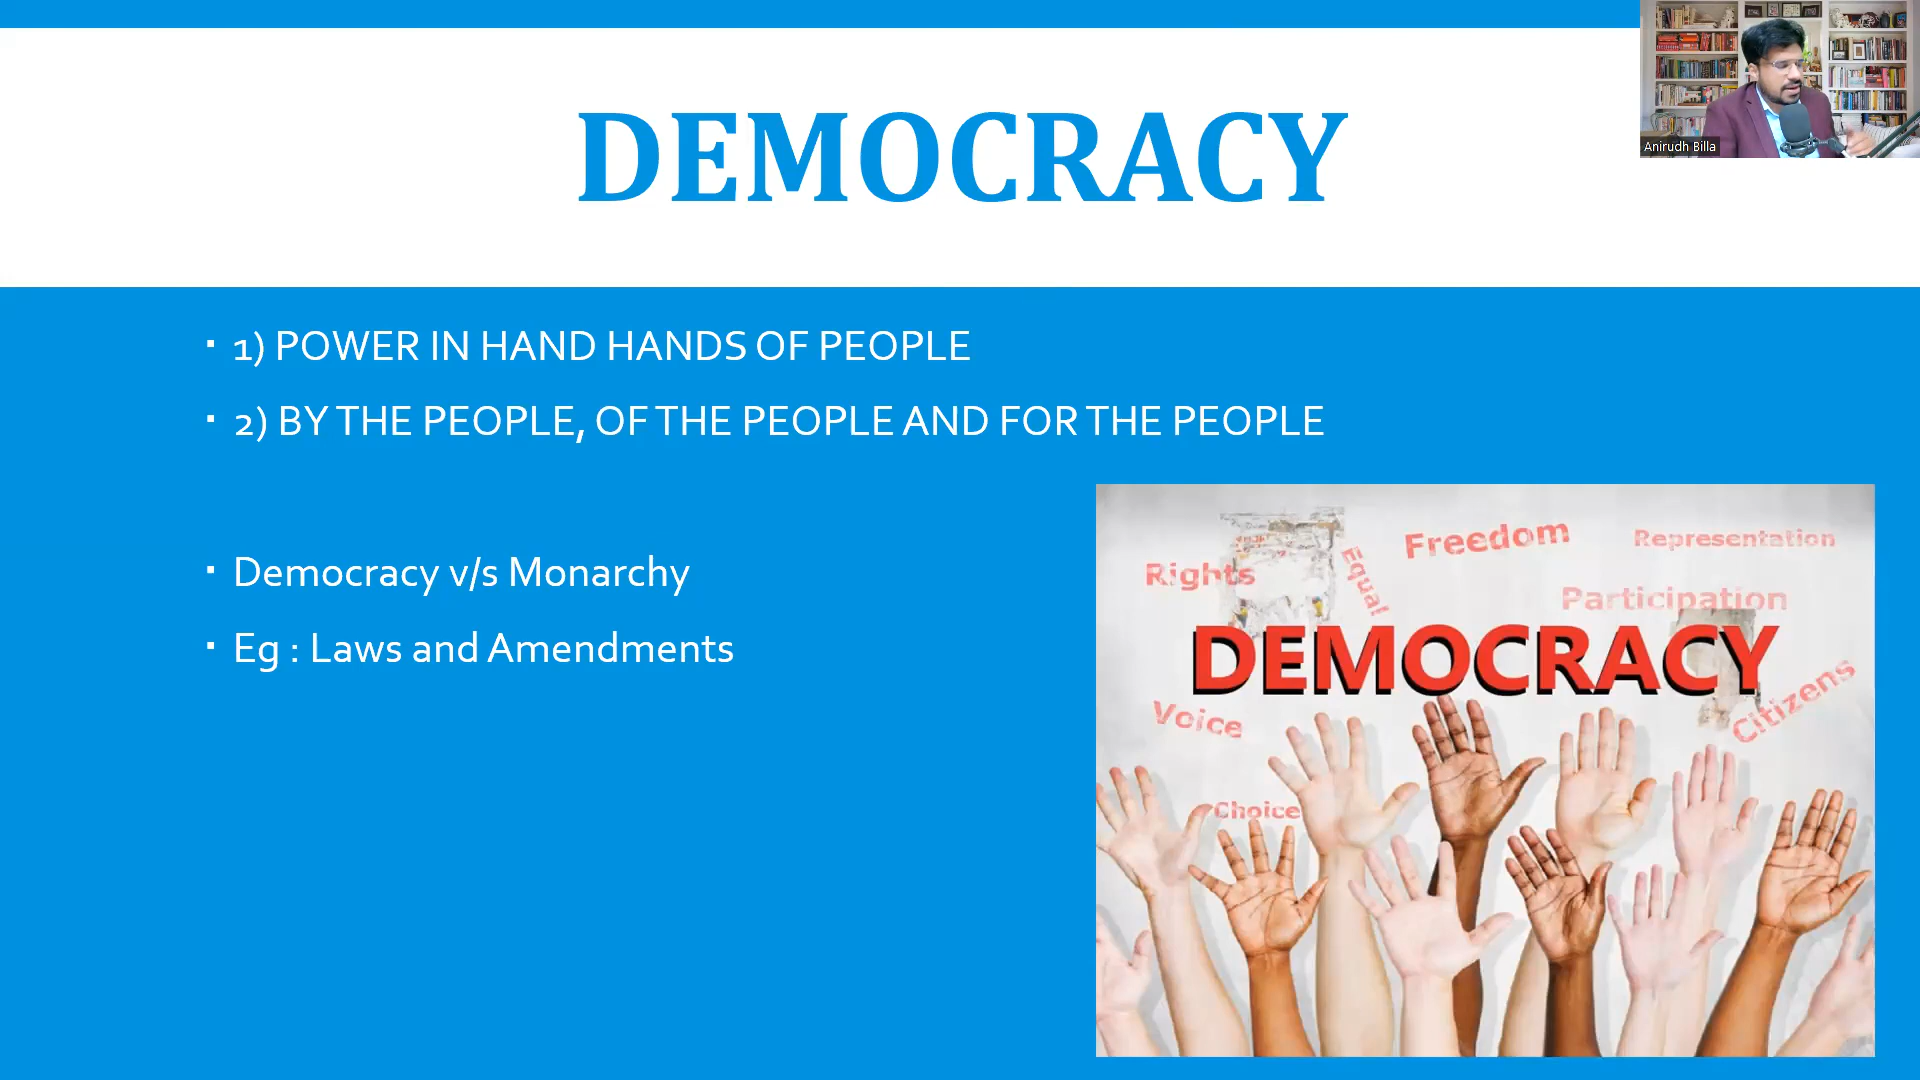 DEMOCRACY
Anirudh Billa
1) POWER IN HAND HANDS OF PEOPLE
2) BY THE PEOPLE, OF THE PEOPLE AND FOR THE PEOPLE
Democracy v/s Monarchy
Eg : Laws and Amendments
Freedom
Representation
Rights
Equal
Participation
DEMOCRACY
Citizens
Voice
Choice